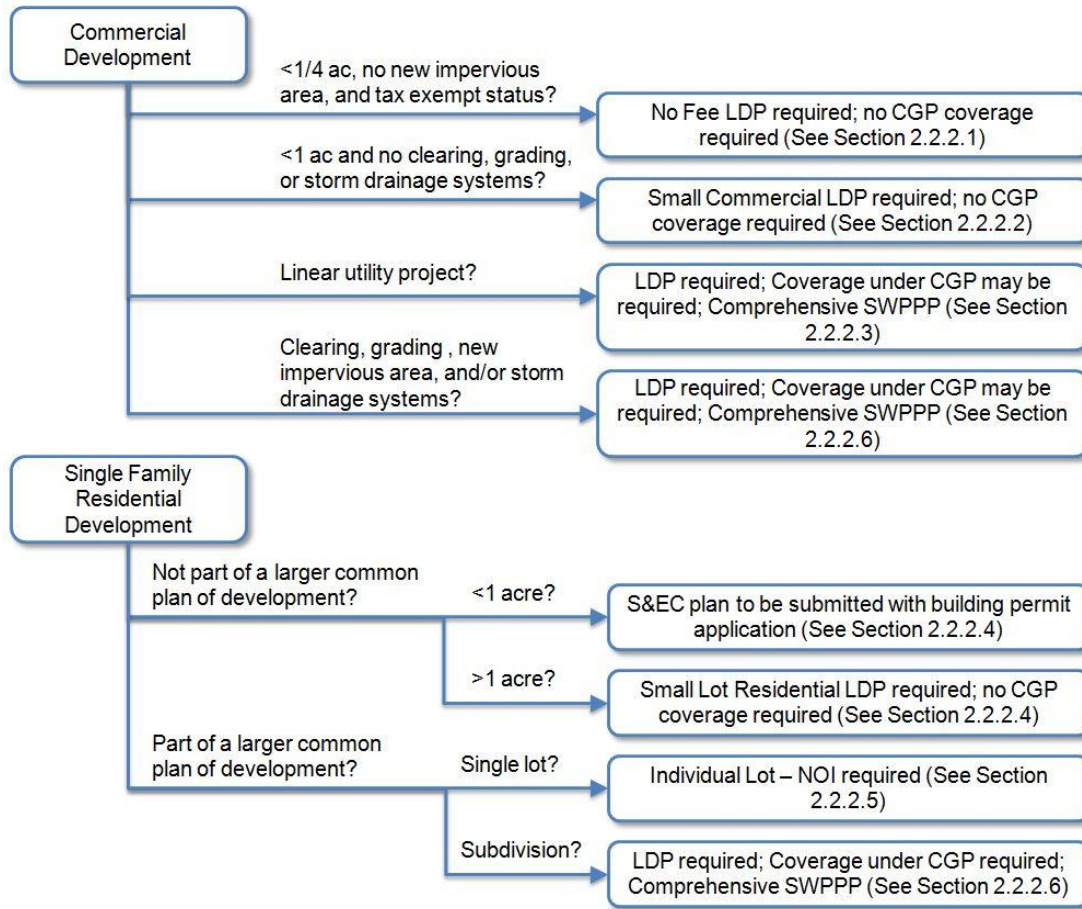 Commercial
Development
<1/4 ac, no new impervious
area, and tax exempt status?
No Fee LDP required; no CGP coverage
required (See Section 2.2.2.1)
<1 ac and no clearing, grading,
or storm drainage systems?
Small Commercial LDP required; no CGP
coverage required (See Section 2.2.2.2)
Linear utility project?
LDP required; Coverage under CGP may be
required; Comprehensive SWPPP (See Section
2.2.2.3)
Clearing, grading , new
impervious area, and/or storm
drainage systems?
LDP required; Coverage under CGP may be
required; Comprehensive SWPPP (See Section
2.2.2.6)
Single Family
Residential
Development
Not part of a larger common
plan of development?
<1 acre?
S&EC plan to be submitted with building permit
application (See Section 2.2.2.4)
>1 acre?
Small Lot Residential LDP required; no CGP
coverage required (See Section 2.2.2.4)
Part of a larger common
plan of development?
Single lot?
Individual Lot – NOI required (See Section
2.2.2.5)
Subdivision?
LDP required; Coverage under CGP required;
Comprehensive SWPPP (See Section 2.2.2.6)